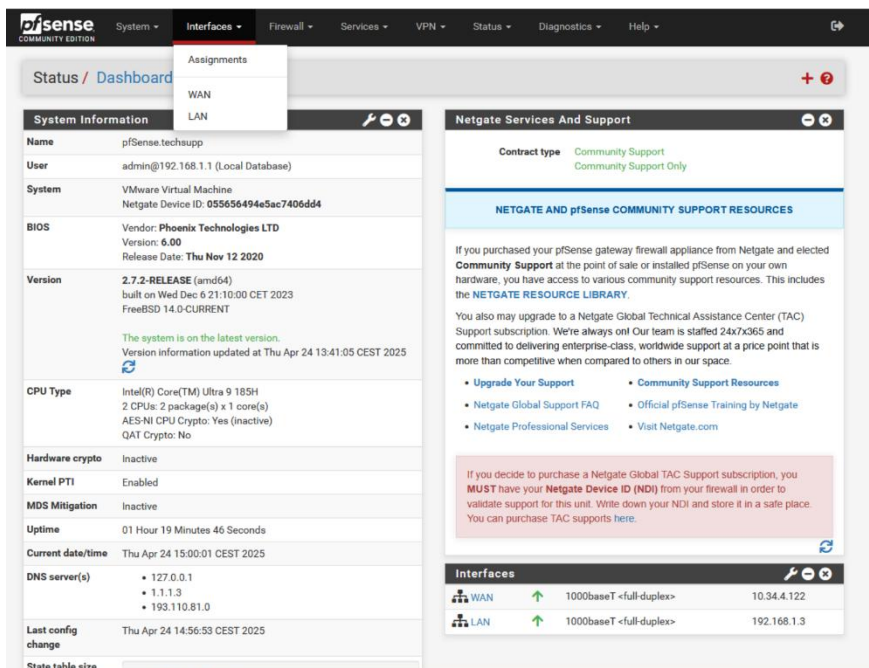 pfsense
COMMUNITY EDITION
System
Interfaces
Firewall
Services
VPN
Status
Diagnostics
Help
Assignments
WAN
LAN
Status / Dashboard
System Information
Name pfSense.techsupp
User admin@192.168.1.1 (Local Database)
System VMware Virtual Machine
Netgate Device ID: 055656494e5ac7406dd4
BIOS Vendor: Phoenix Technologies LTD
Version: 6.00
Release Date: Thu Nov 12 2020
Version 2.7.2-RELEASE (amd64)
built on Wed Dec 6 21:10:00 CET 2023
FreeBSD 14.0-CURRENT
The system is on the latest version.
Version information updated at Thu Apr 24 13:41:05 CEST 2025
CPU Type Intel(R) Core(TM) Ultra 9 185H
2 CPUs: 2 package(s) x 1 core(s)
AES-NI CPU Crypto: Yes (inactive)
QAT Crypto: No
Hardware crypto Inactive
Kernel PTI Enabled
MDS Mitigation Inactive
Uptime 01 Hour 19 Minutes 46 Seconds
Current date/time Thu Apr 24 15:00:01 CEST 2025
DNS server(s)
• 127.0.0.1
• 1.1.1.3
• 193.110.81.0
Last config change Thu Apr 24 14:56:53 CEST 2025
State table size
Netgate Services And Support
Contract type Community Support
Community Support Only
NETGATE AND pfSense COMMUNITY SUPPORT RESOURCES
If you purchased your pfSense gateway firewall appliance from Netgate and elected
Community Support at the point of sale or installed pfSense on your own
hardware, you have access to various community support resources. This includes
the NETGATE RESOURCE LIBRARY.
You also may upgrade to a Netgate Global Technical Assistance Center (TAC)
Support subscription. We're always on! Our team is staffed 24x7x365 and
committed to delivering enterprise-class, worldwide support at a price point that is
more than competitive when compared to others in our space.
• Upgrade Your Support
• Community Support Resources
• Netgate Global Support FAQ
• Official pfSense Training by Netgate
• Netgate Professional Services
• Visit Netgate.com
If you decide to purchase a Netgate Global TAC Support subscription, you
MUST have your Netgate Device ID (NDI) from your firewall in order to
validate support for this unit. Write down your NDI and store it in a safe place.
You can purchase TAC supports here.
Interfaces
WAN 1000baseT <full-duplex> 10.34.4.122
LAN 1000baseT <full-duplex> 192.168.1.3